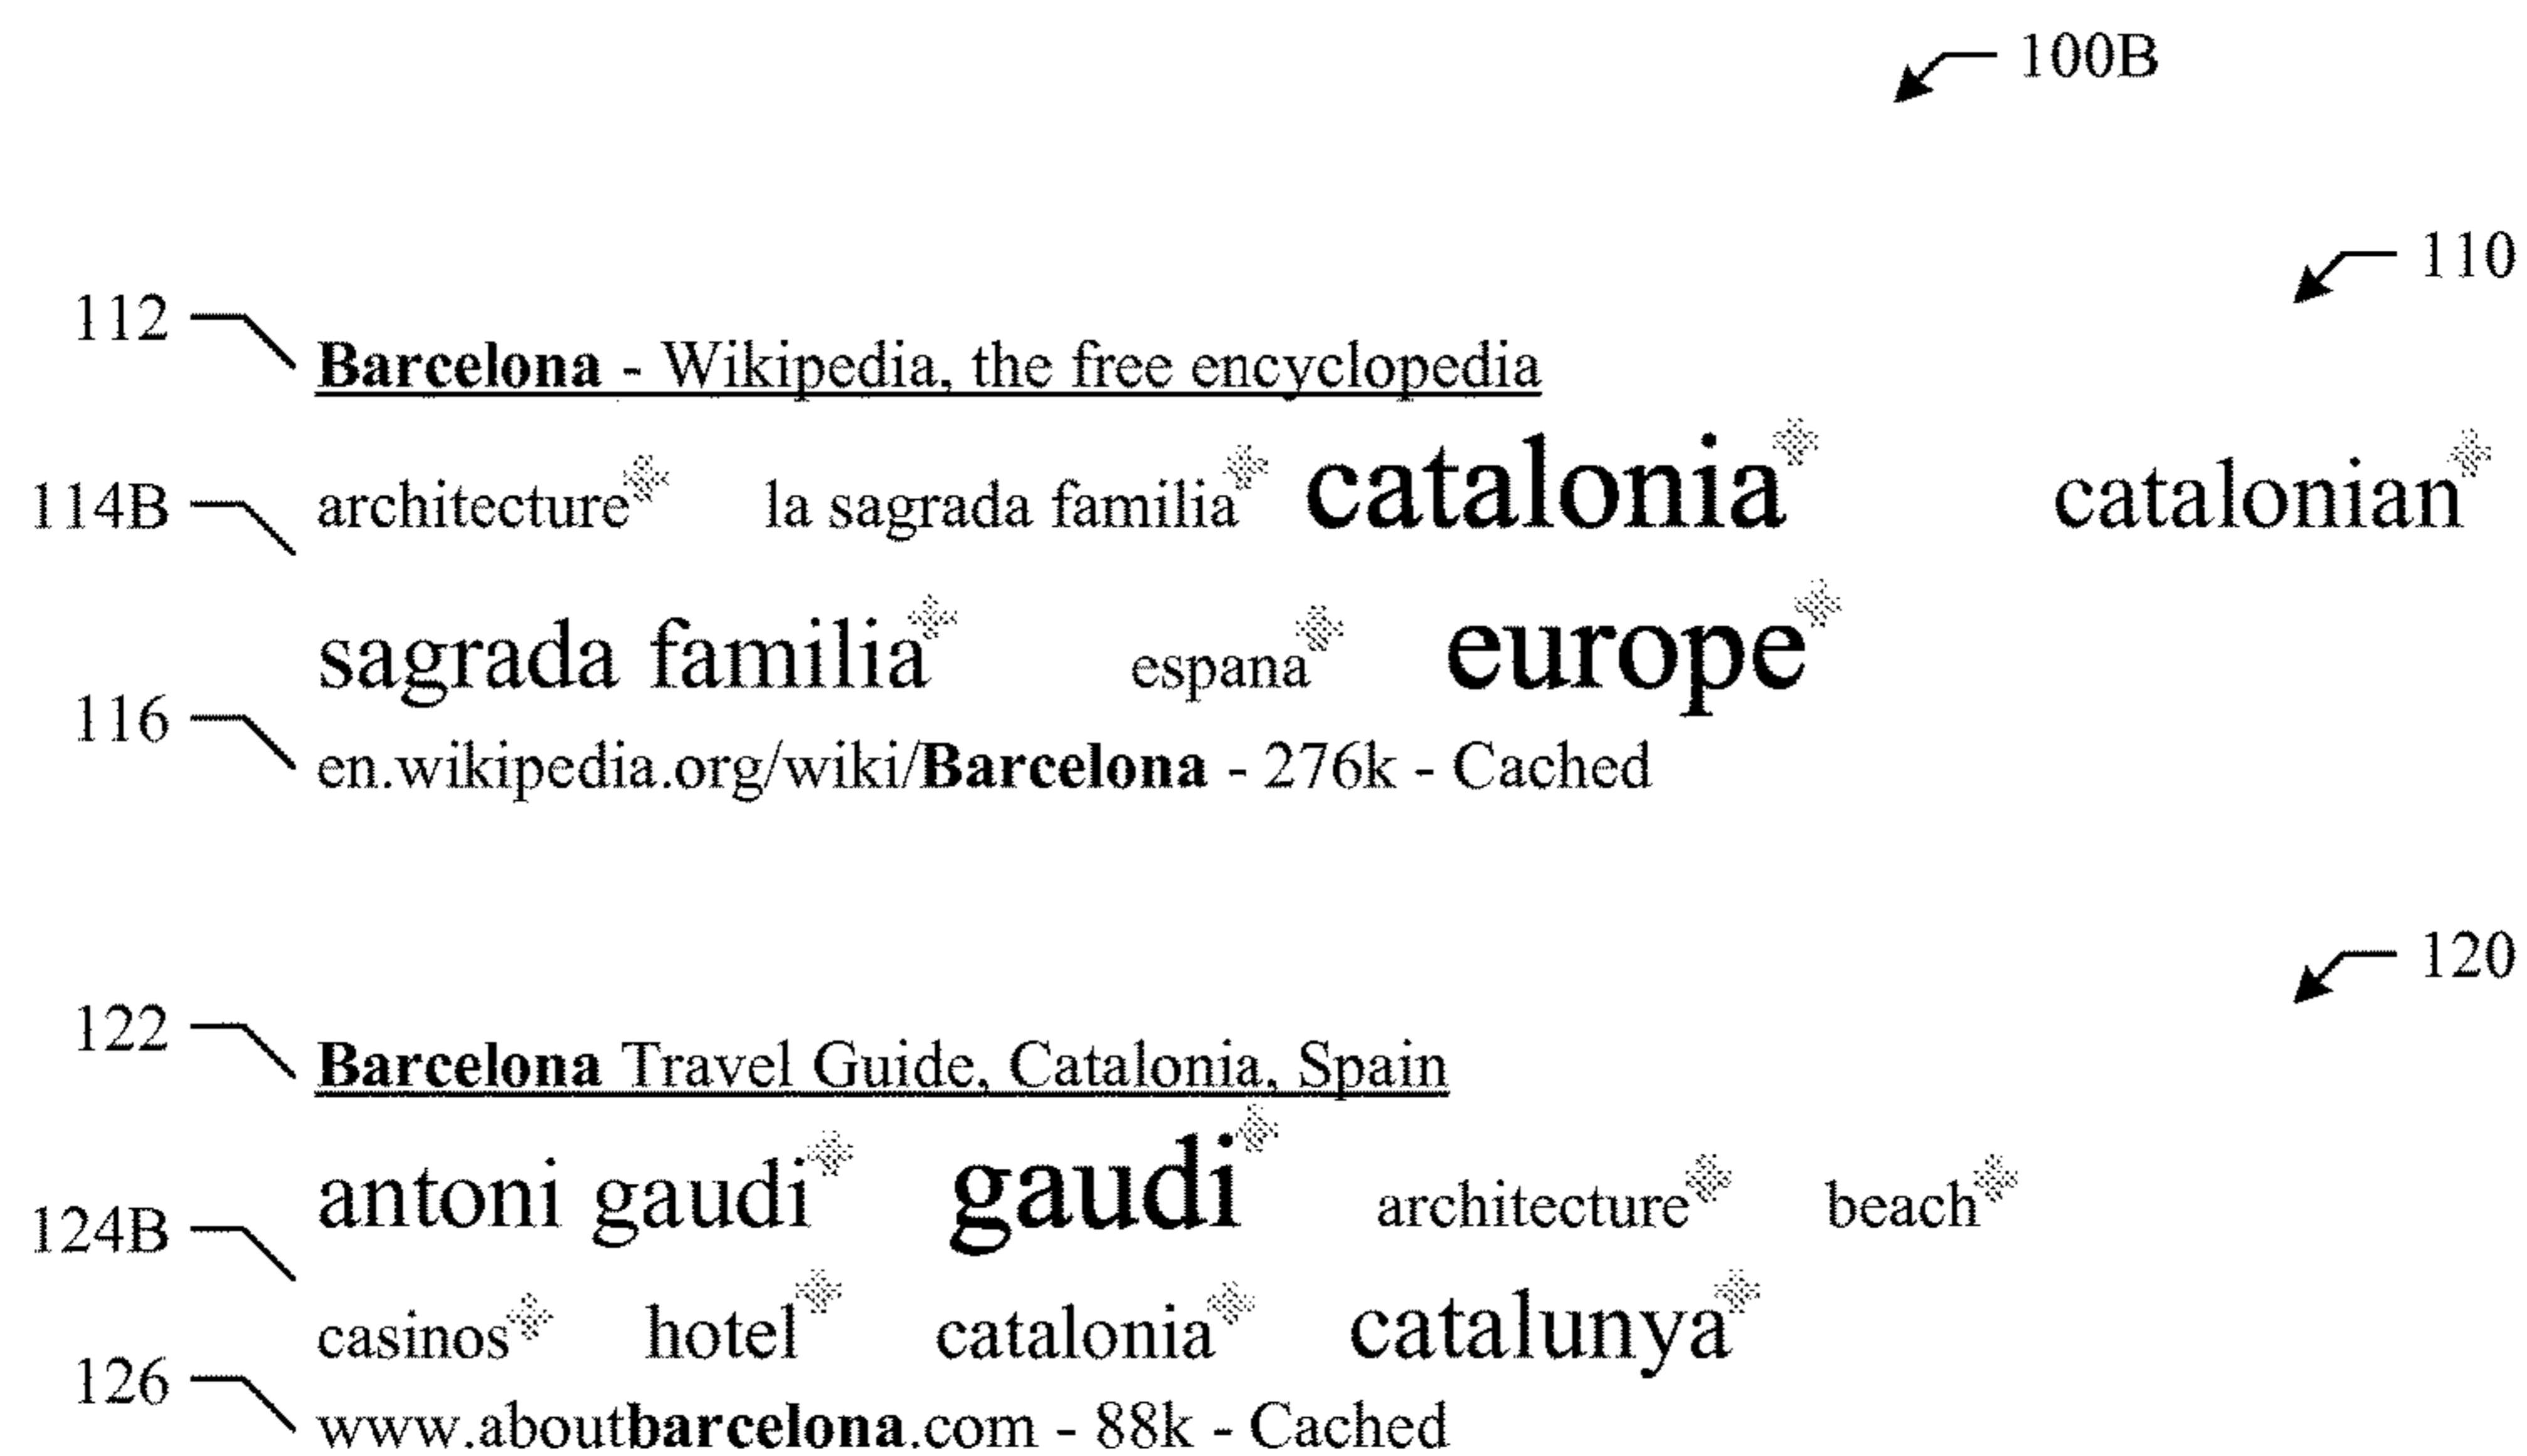 100B
110
112
Barcelona - Wikipedia, the free encyclopedia
114B architecture la sagrada familia catalonia catalonian
sagrada familia espana europe
116
en.wikipedia.org/wiki/Barcelona - 276k - Cached
120
122
Barcelona Travel Guide, Catalonia, Spain
antoni gaudi gaudi architecture beach
124B
casinos hotel catalonia catalunya
126
www.aboutbarcelona.com - 88k - Cached